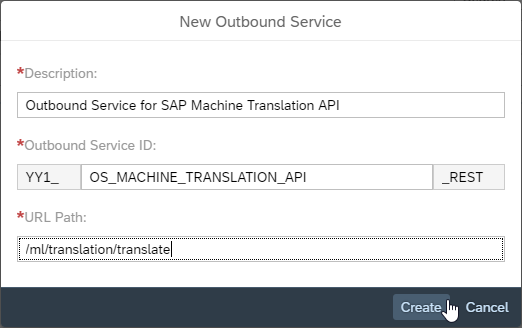 New Outbound Service
*Description:
Outbound Service for SAP Machine Translation API
*Outbound Service ID:
YY1_ OS_MACHINE_TRANSLATION_API _REST
*URL Path:
/ml/translation/translate
Create Cancel